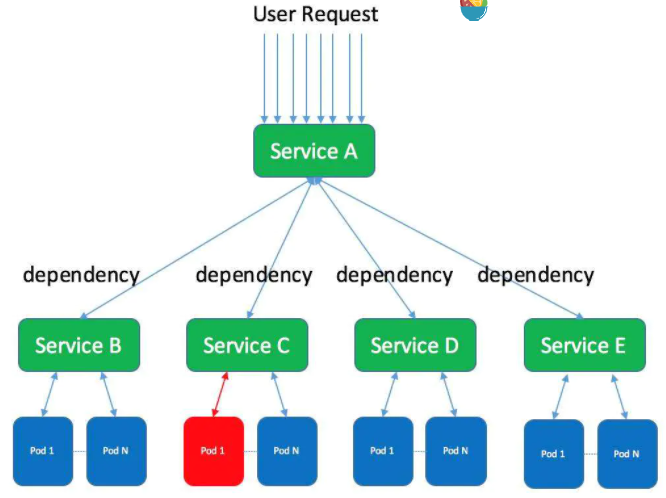 User Request
Service A
dependency dependency dependency dependency
Service B Service C Service D Service E
Pod 1 Pod N Pod 1 Pod N Pod 1 Pod N Pod 1 Pod N